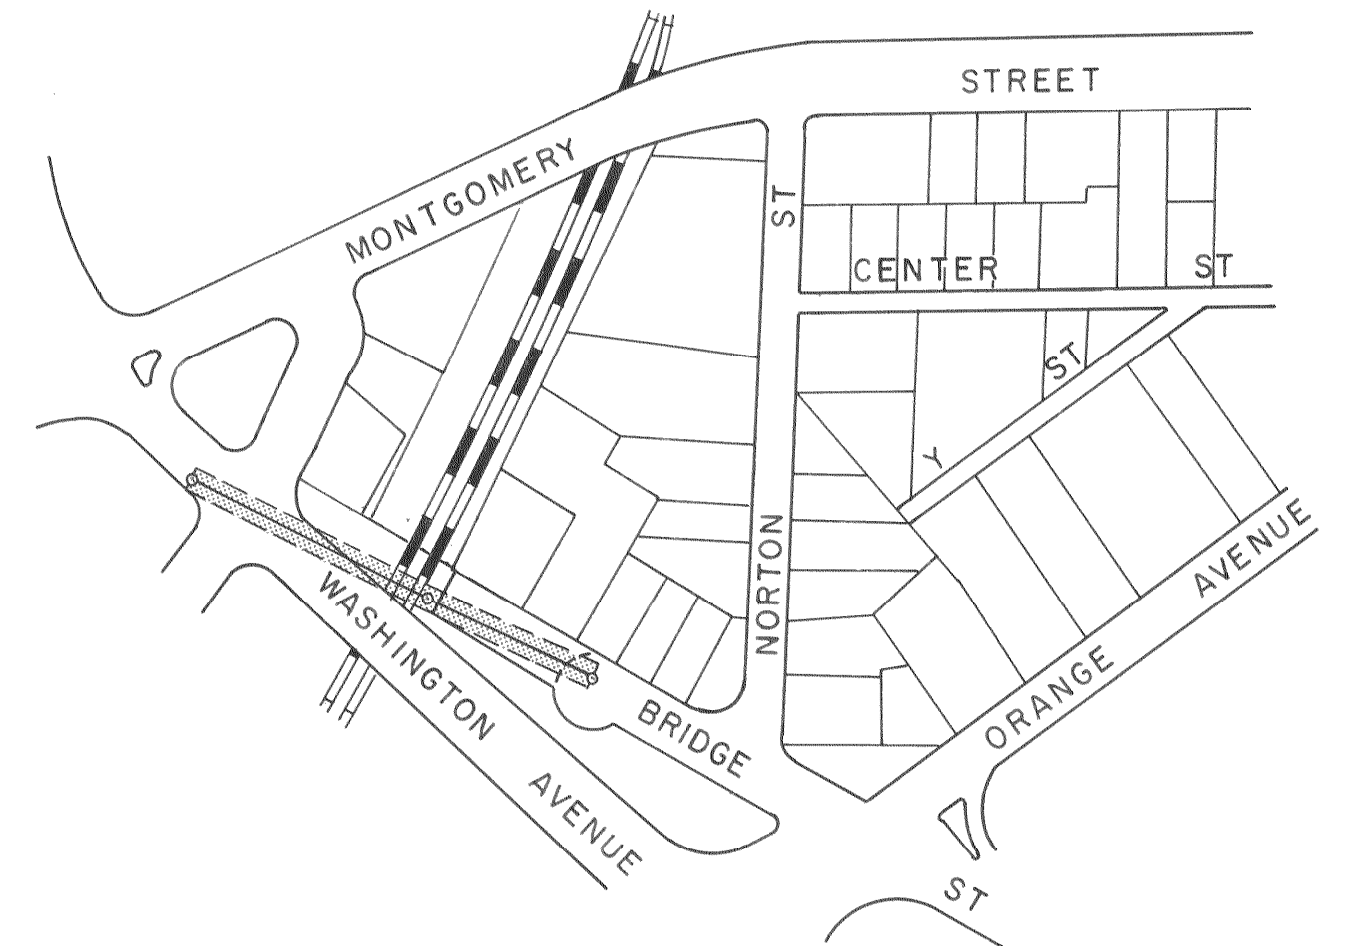 STREET
MONTGOMERY
ST
CENTER ST
ST
Y
NORTON
AVENUE
WASHINGTON
ORANGE
BRIDGE
AVENUE
ST